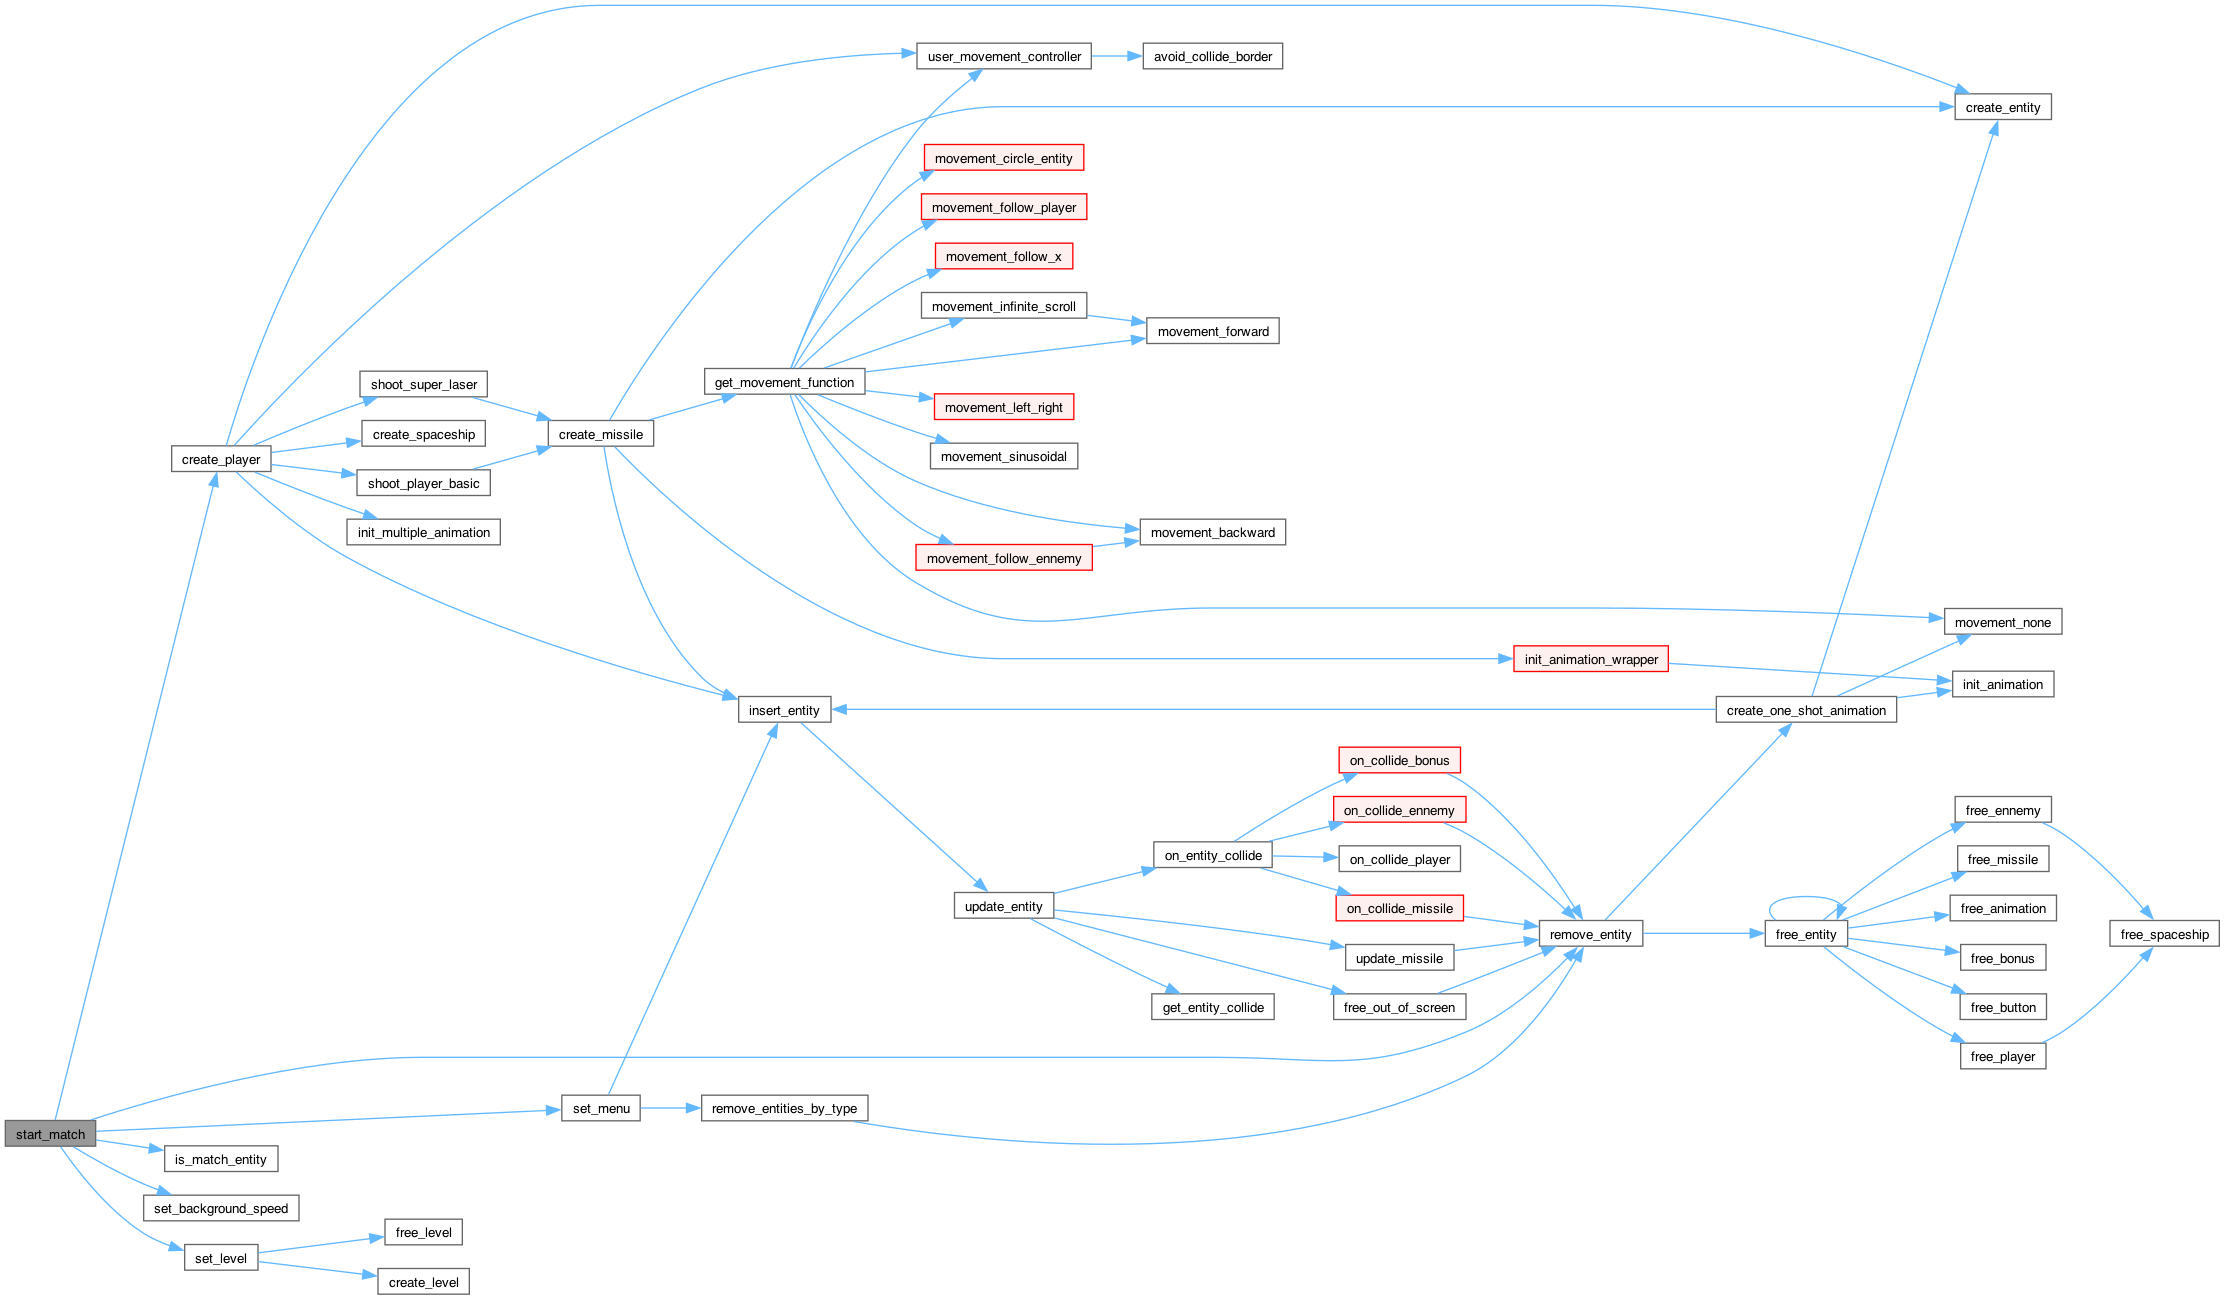 user_movement_controller
avoid_collide_border
create_entity
movement_circle_entity
movement_follow_player
movement_follow_x
movement_infinite_scroll
movement_forward
get_movement_function
shoot_super_laser
movement_left_right
create_spaceship
create_missile
movement_sinusoidal
create_player
shoot_player_basic
init_multiple_animation
movement_backward
movement_follow_ennemy
movement_none
init_animation_wrapper
init_animation
insert_entity
create_one_shot_animation
on_collide_bonus
on_collide_ennemy
free_ennemy
on_entity_collide
on_collide_player
free_missile
update_entity
on_collide_missile
free_animation
remove_entity
free_entity
free_spaceship
update_missile
free_bonus
get_entity_collide
free_out_of_screen
free_button
free_player
set_menu
remove_entities_by_type
start_match
is_match_entity
set_background_speed
free_level
set_level
create_level